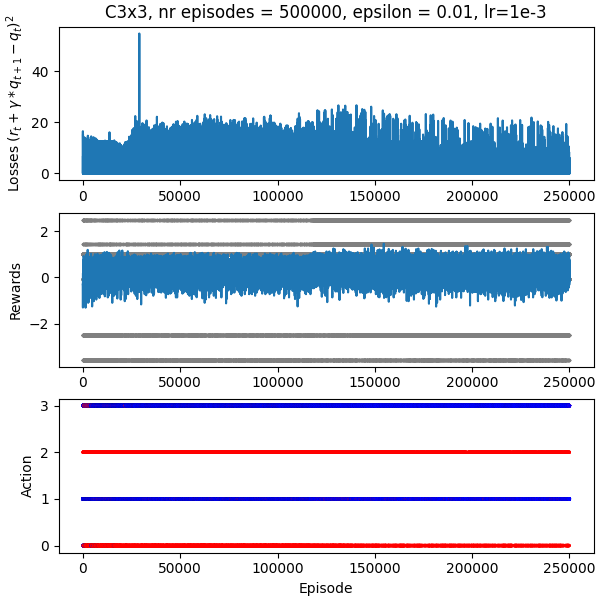 C3x3, nr episodes = 500000, epsilon = 0.01, lr=1e-3
Losses $(r_t + \gamma * q_{t+1} - q_t)^2$
40
20
0
0 50000 100000 150000 200000 250000
Rewards
2
0
−2
0 50000 100000 150000 200000 250000
Action
3
2
1
0
0 50000 100000 150000 200000 250000
Episode